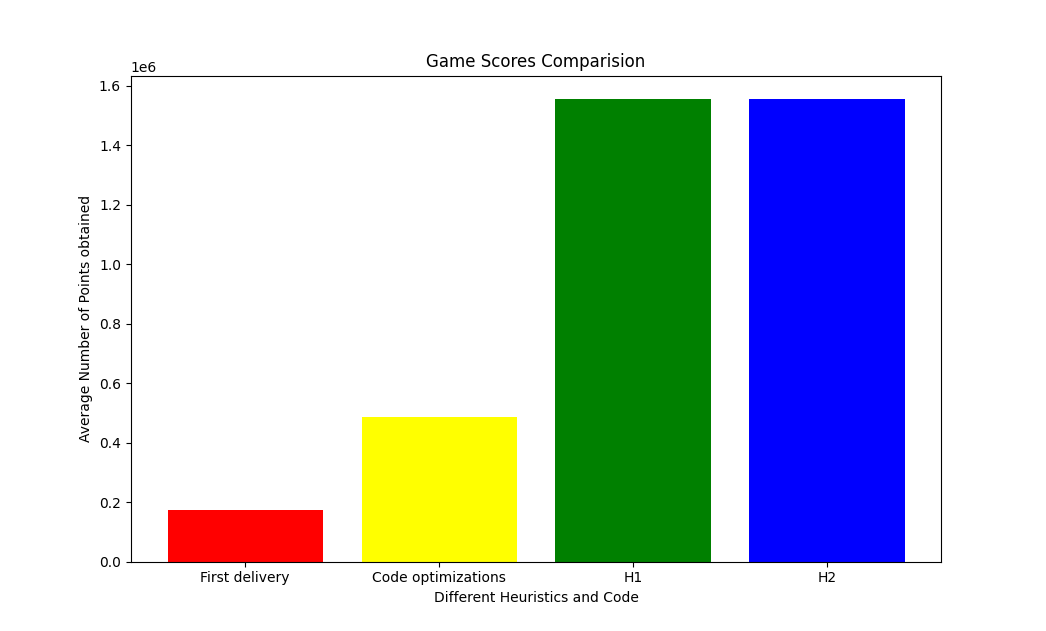 Game Scores Comparision
1e6
1.6
1.4
1.2
1.0
0.8
0.6
0.4
0.2
0.0
Average Number of Points obtained
First delivery Code optimizations H1 H2
Different Heuristics and Code